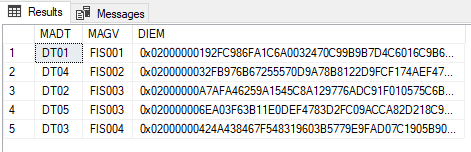 Results Messages
MADT MAGV DIEM
1 DT01 FIS001 0x02000000192FC986FA1C6A0032470C99B9B7D4C6016C9B6...
2 DT04 FIS002 0x0200000032FB976B67255570D9A78B8122D9FCF174AEF47...
3 DT02 FIS003 0x02000000A7AFA46259A1545C8A129776ADC91F010575C6B...
4 DT05 FIS003 0x020000006EA03F63B11E0DEF4783D2FC09ACCA82D218C9...
5 DT03 FIS004 0x02000000424A438467F548319603B5779E9FAD07C1905B90...